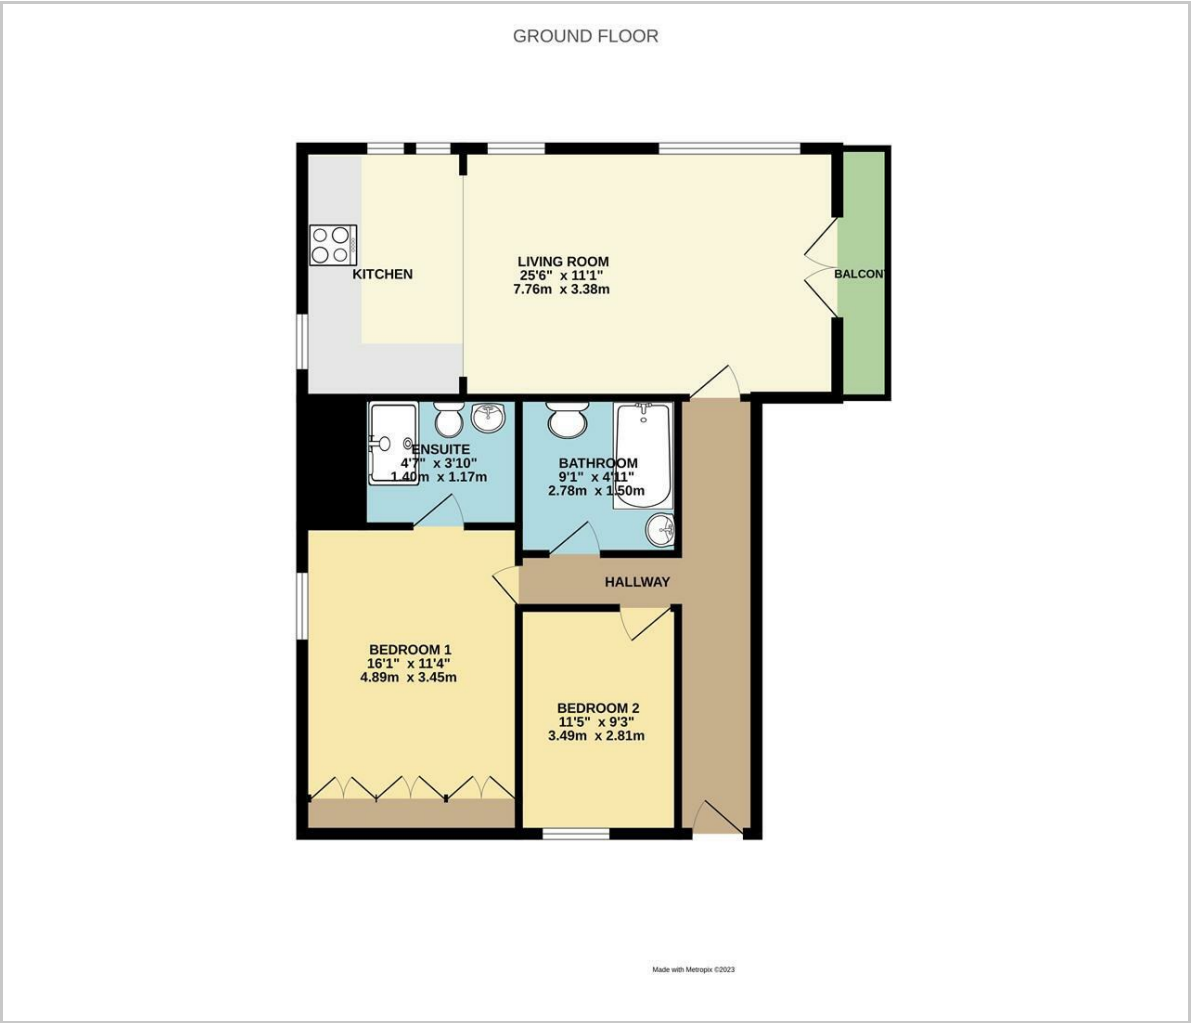 GROUND FLOOR
LIVING ROOM
25'6" x 11'1"
7.76m x 3.38m
KITCHEN
BALCON
ENSUITE
4'7" x 3'10"
1.40m x 1.17m
BATHROOM
9'1" x 4'11"
2.78m x 1.50m
HALLWAY
BEDROOM 1
16'1" x 11'4"
4.89m x 3.45m
BEDROOM 2
11'5" x 9'3"
3.49m x 2.81m
Made with Metropix ©2023